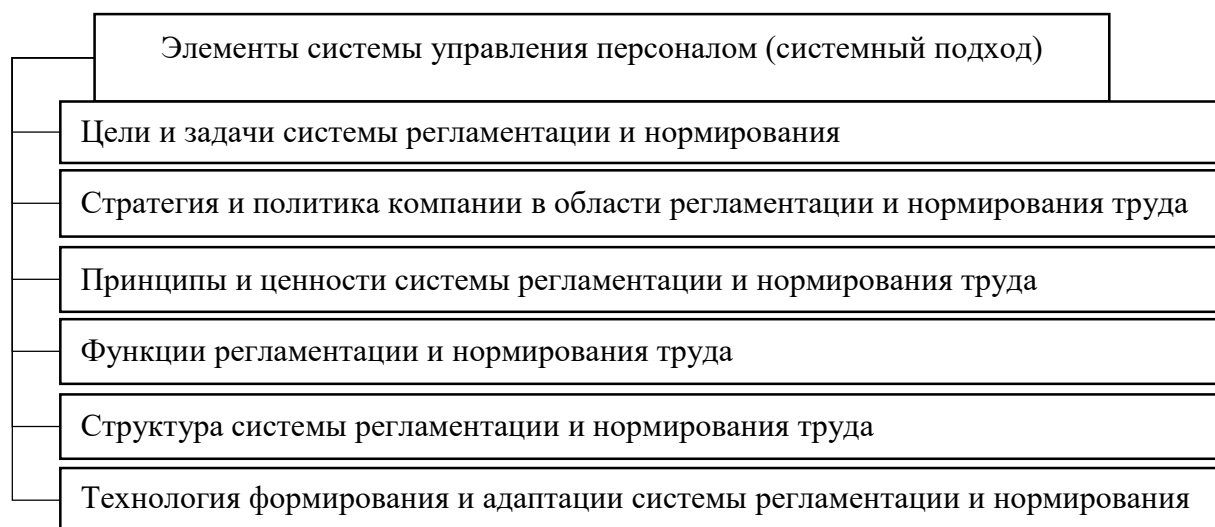 Элементы системы управления персоналом (системный подход)
Цели и задачи системы регламентации и нормирования
Стратегия и политика компании в области регламентации и нормирования труда
Принципы и ценности системы регламентации и нормирования труда
Функции регламентации и нормирования труда
Структура системы регламентации и нормирования труда
Технология формирования и адаптации системы регламентации и нормирования